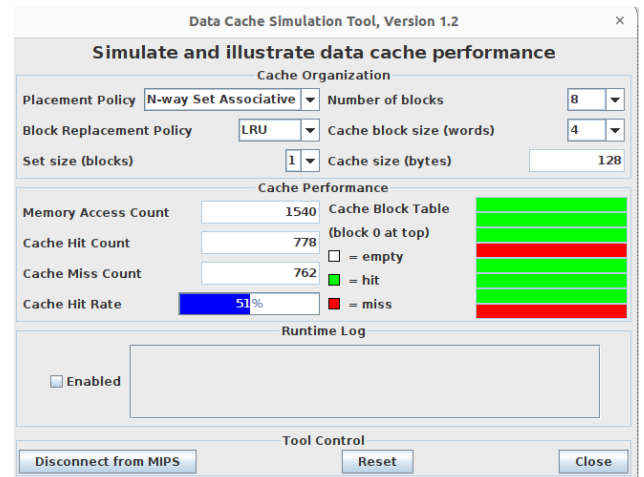 Data Cache Simulation Tool, Version 1.2 ×
Simulate and illustrate data cache performance
Cache Organization
Placement Policy N-way Set Associative Number of blocks 8
Block Replacement Policy LRU Cache block size (words) 4
Set size (blocks) 1 Cache size (bytes) 128
Cache Performance
Memory Access Count 1540 Cache Block Table
Cache Hit Count 778 (block 0 at top)
= empty
Cache Miss Count 762 = hit
Cache Hit Rate 51% = miss
Runtime Log
Enabled
Tool Control
Disconnect from MIPS Reset Close